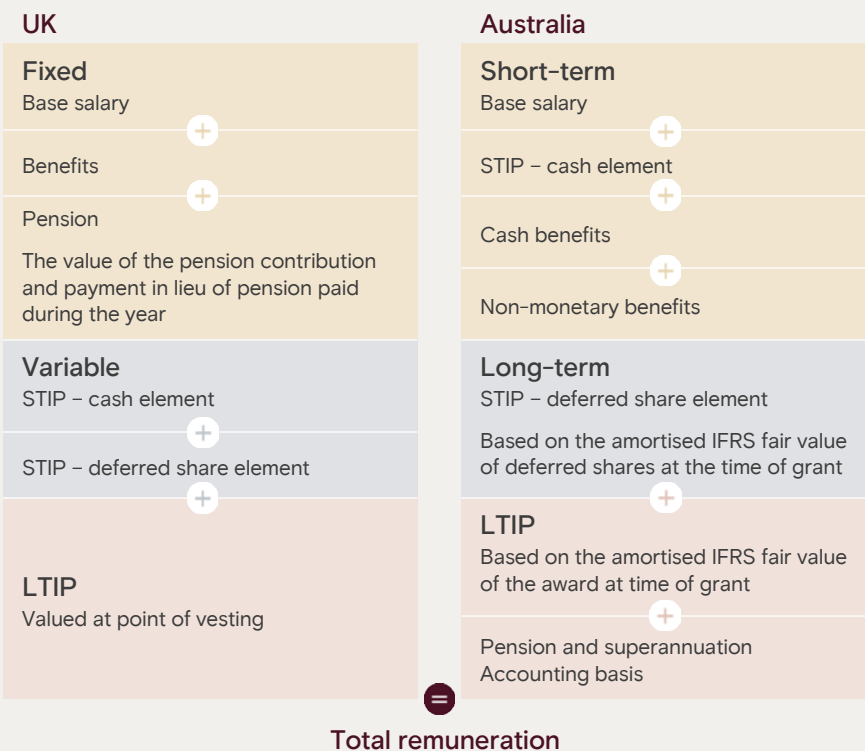 UK
Fixed
Base salary
+
Benefits
+
Pension
The value of the pension contribution
and payment in lieu of pension paid
during the year
Variable
STIP – cash element
+
STIP – deferred share element
+
LTIP
Valued at point of vesting
Australia
Short-term
Base salary
+
STIP – cash element
+
Cash benefits
+
Non-monetary benefits
Long-term
STIP – deferred share element
Based on the amortised IFRS fair value
of deferred shares at the time of grant
+
LTIP
Based on the amortised IFRS fair value
of the award at time of grant
+
Pension and superannuation
Accounting basis
=
Total remuneration